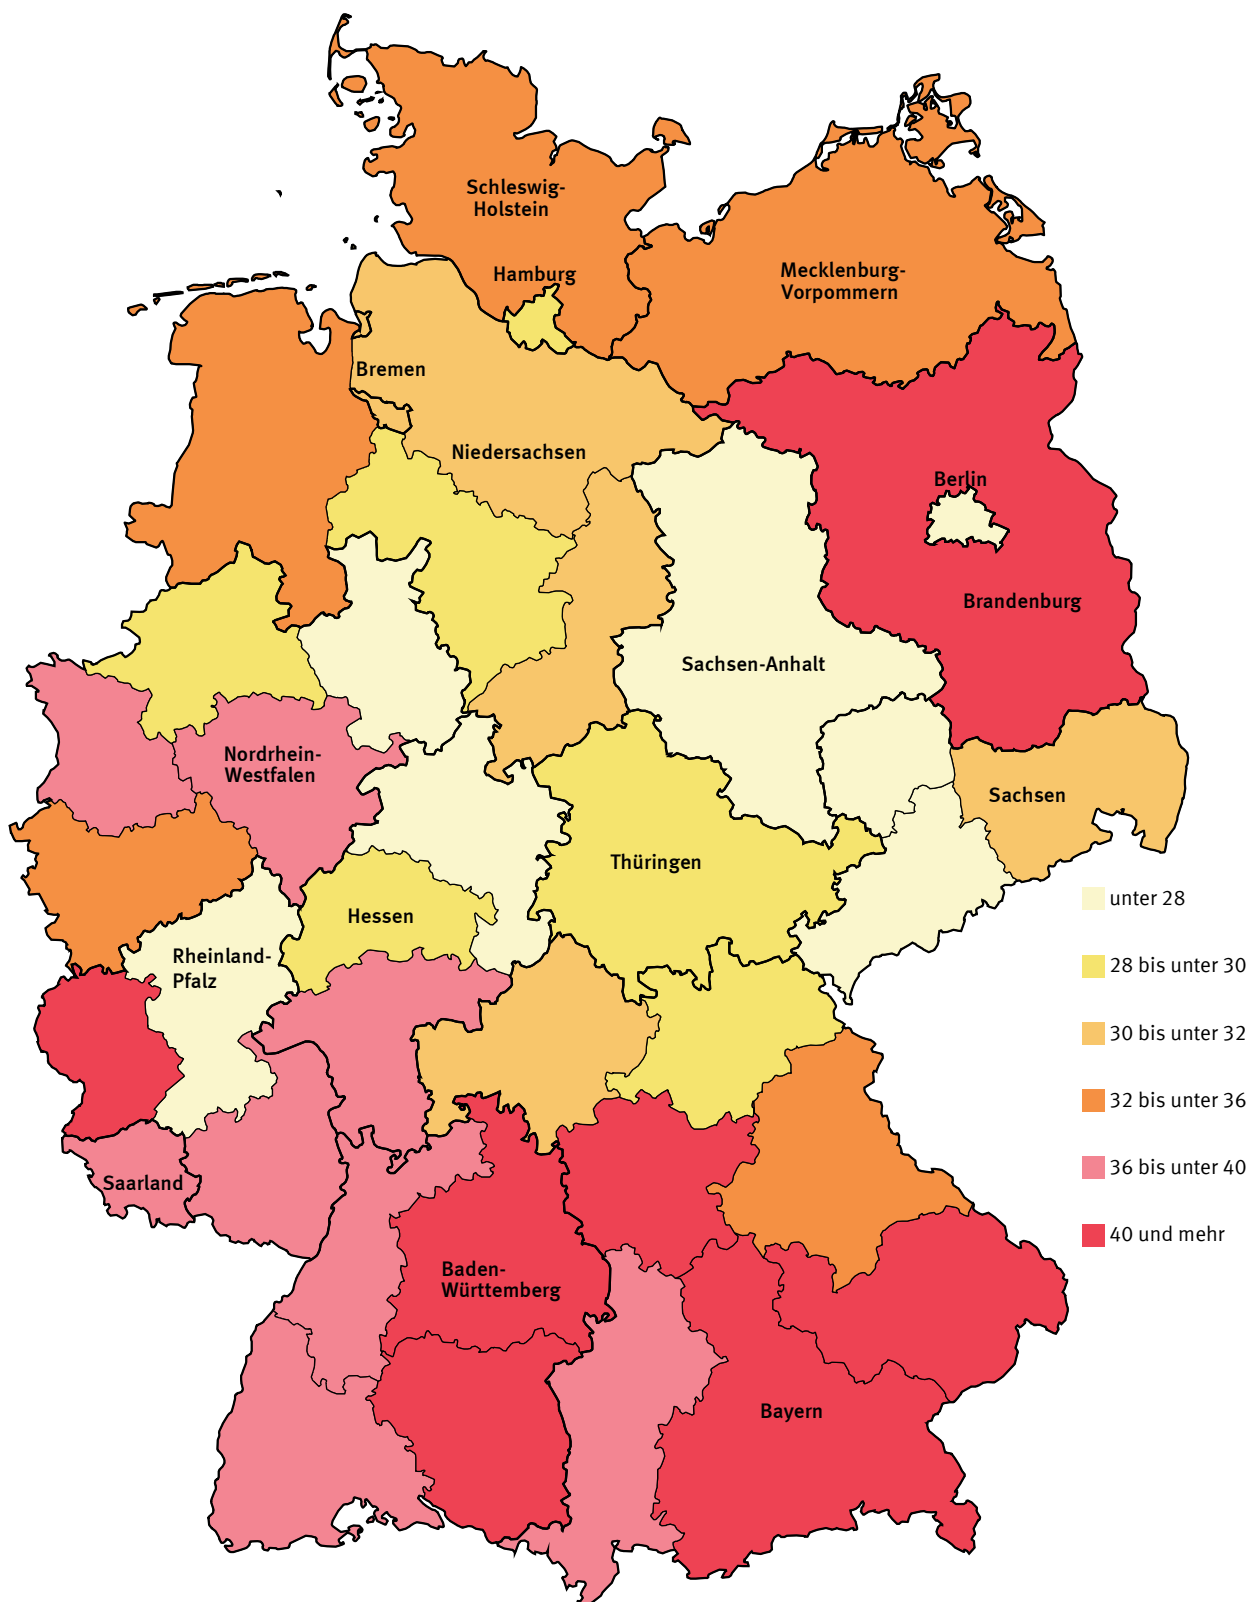 Schleswig-
Holstein
Hamburg
Mecklenburg-
Vorpommern
Bremen
Niedersachsen
Berlin
Brandenburg
Sachsen-Anhalt
Nordrhein-
Westfalen
Sachsen
Thüringen
Hessen
Rheinland-
Pfalz
Saarland
Baden-
Württemberg
Bayern
unter 28
28 bis unter 30
30 bis unter 32
32 bis unter 36
36 bis unter 40
40 und mehr